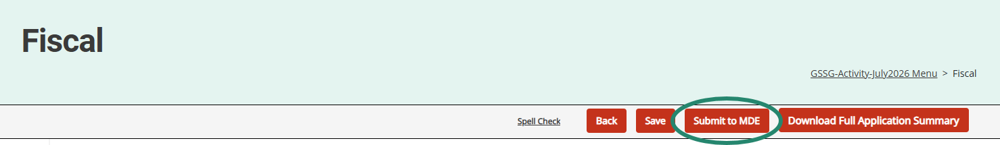 Fiscal
GSSG-Activity-July2026 Menu > Fiscal
Spell Check Back Save Submit to MDE Download Full Application Summary